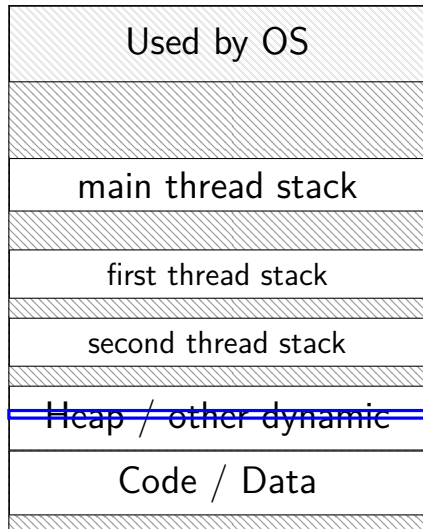 Used by OS
main thread stack
first thread stack
second thread stack
Heap / other dynamic
Code / Data